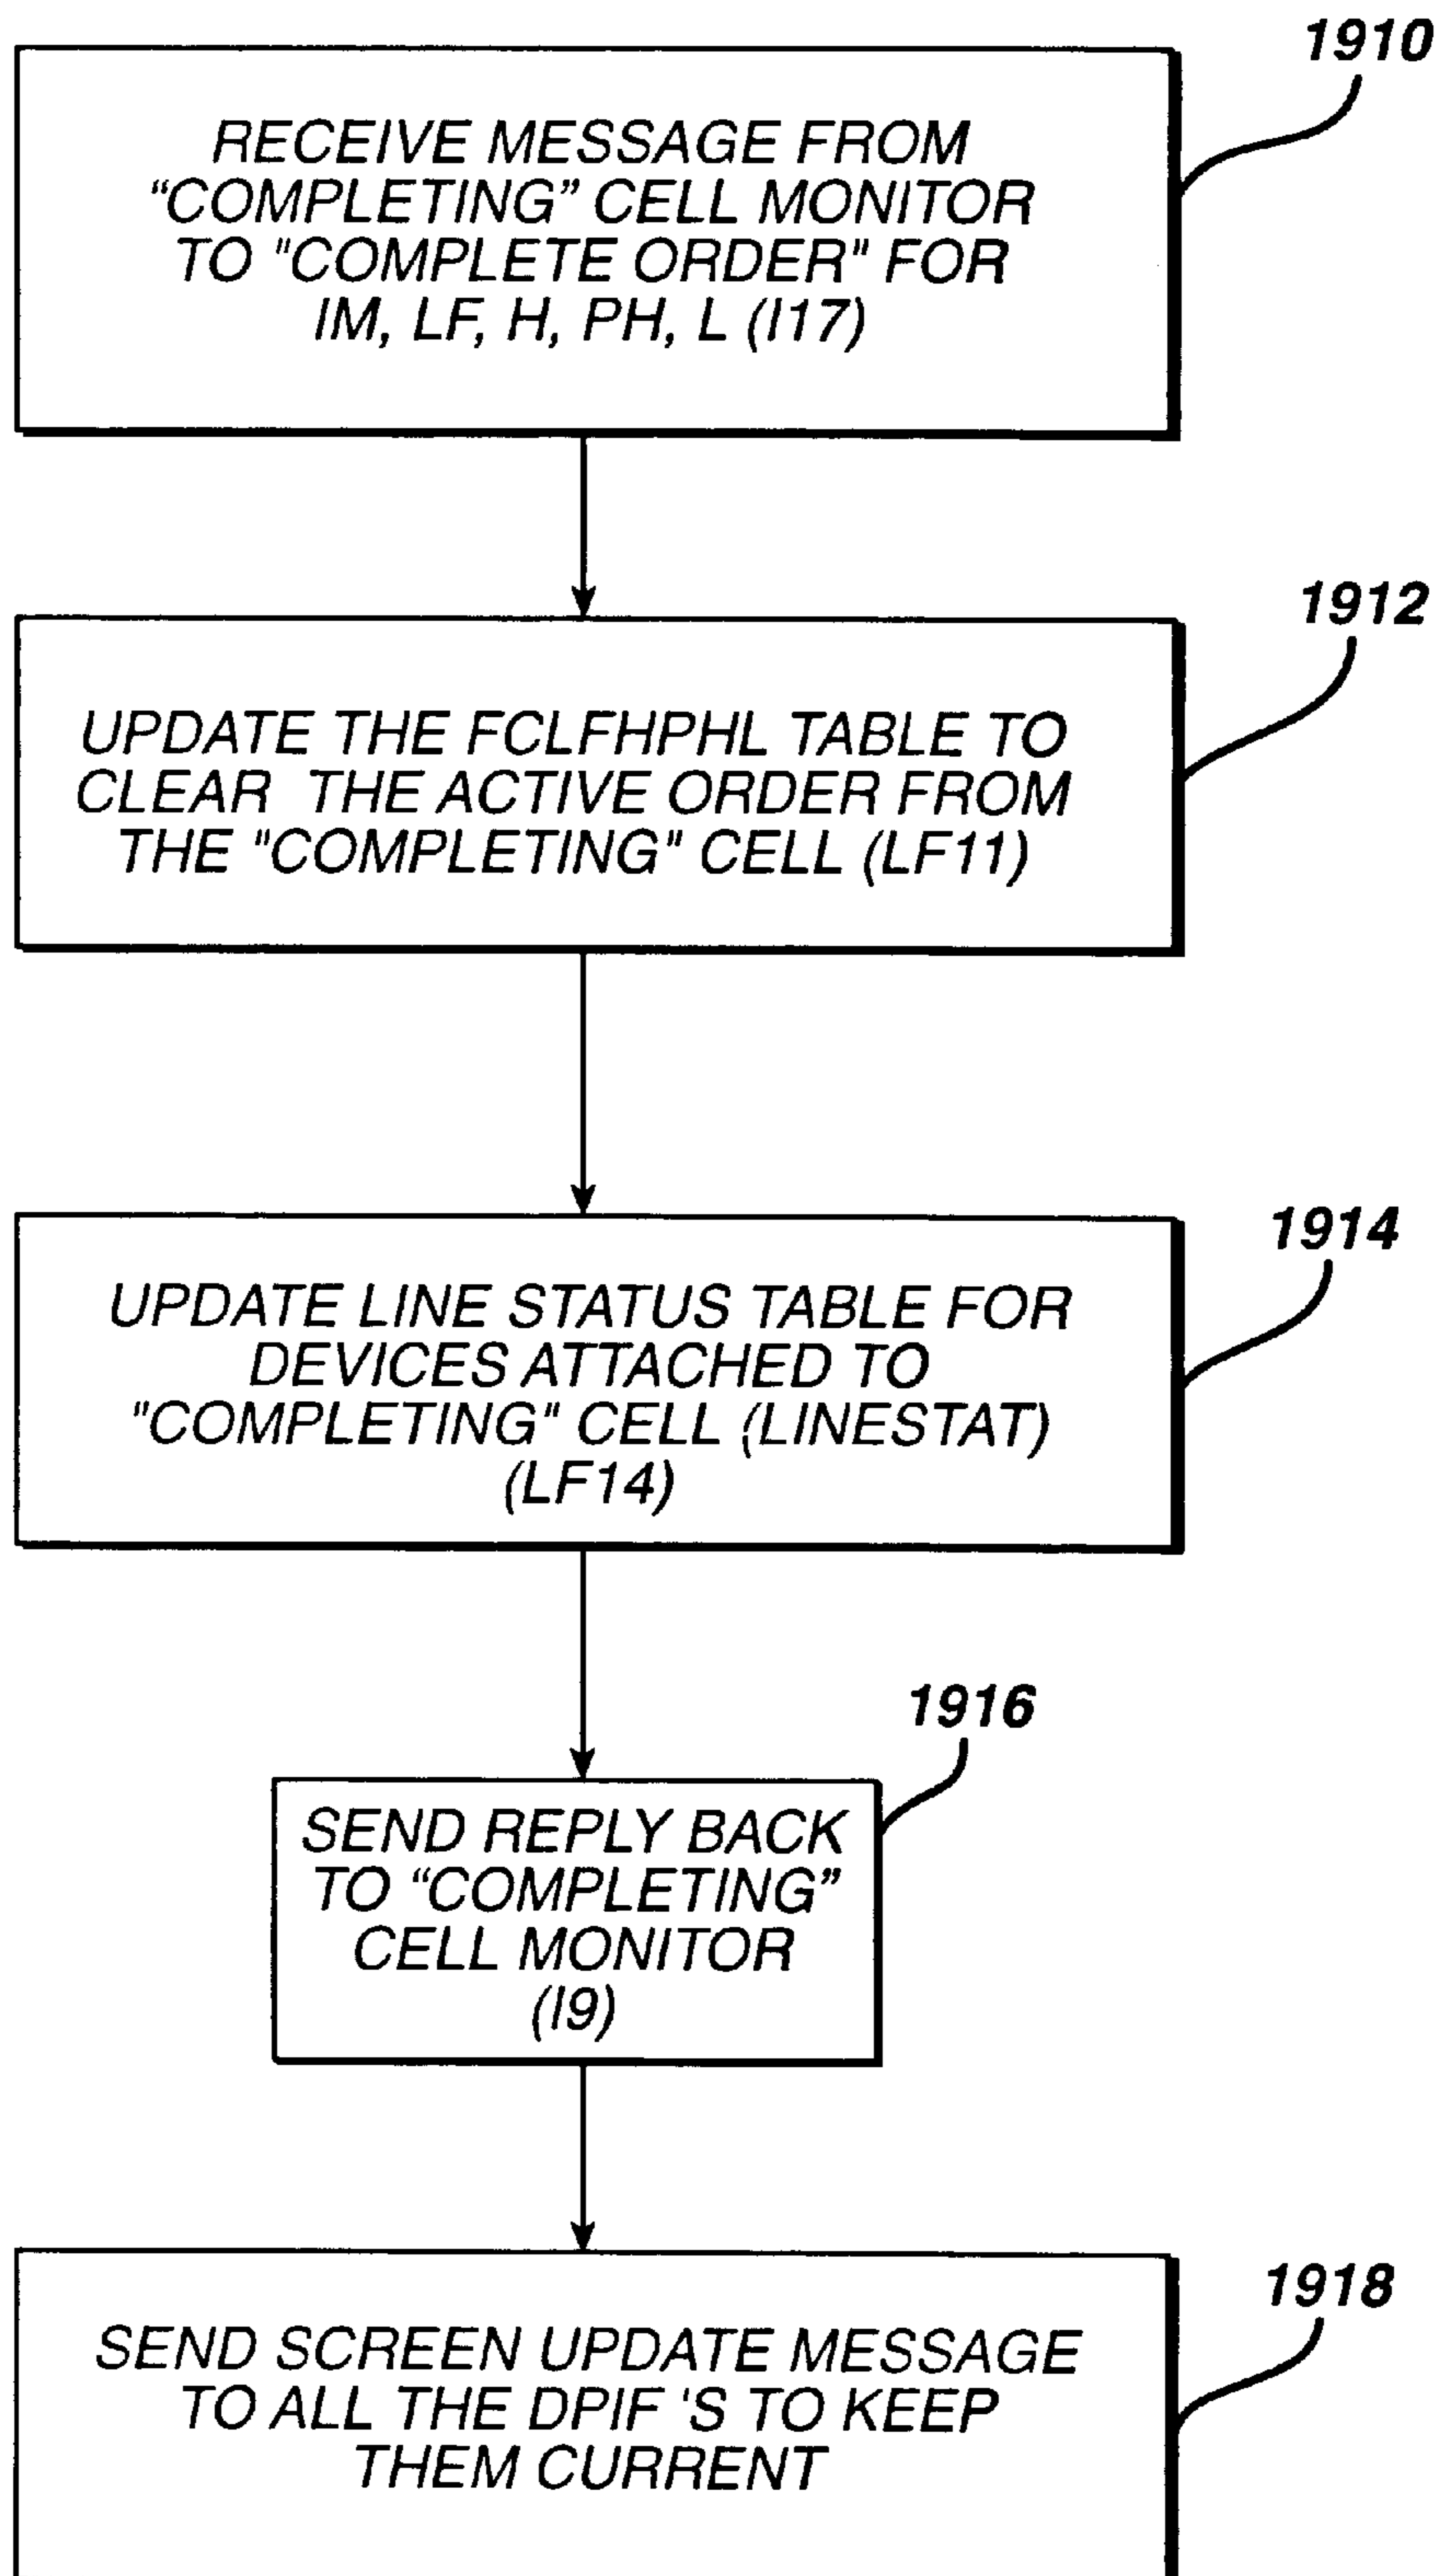 1910
RECEIVE MESSAGE FROM
“COMPLETING” CELL MONITOR
TO "COMPLETE ORDER" FOR
IM, LF, H, PH, L (I17)
1912
UPDATE THE FCLFHPHL TABLE TO
CLEAR THE ACTIVE ORDER FROM
THE "COMPLETING" CELL (LF11)
1914
UPDATE LINE STATUS TABLE FOR
DEVICES ATTACHED TO
"COMPLETING" CELL (LINESTAT)
(LF14)
1916
SEND REPLY BACK
TO “COMPLETING”
CELL MONITOR
(I9)
1918
SEND SCREEN UPDATE MESSAGE
TO ALL THE DPIF 'S TO KEEP
THEM CURRENT